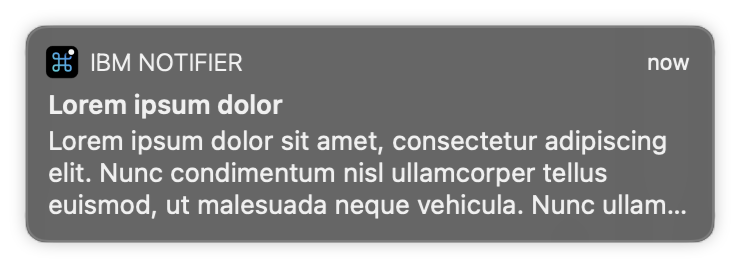 IBM NOTIFIER now
Lorem ipsum dolor
Lorem ipsum dolor sit amet, consectetur adipiscing
elit. Nunc condimentum nisl ullamcorper tellus
euismod, ut malesuada neque vehicula. Nunc ullam...